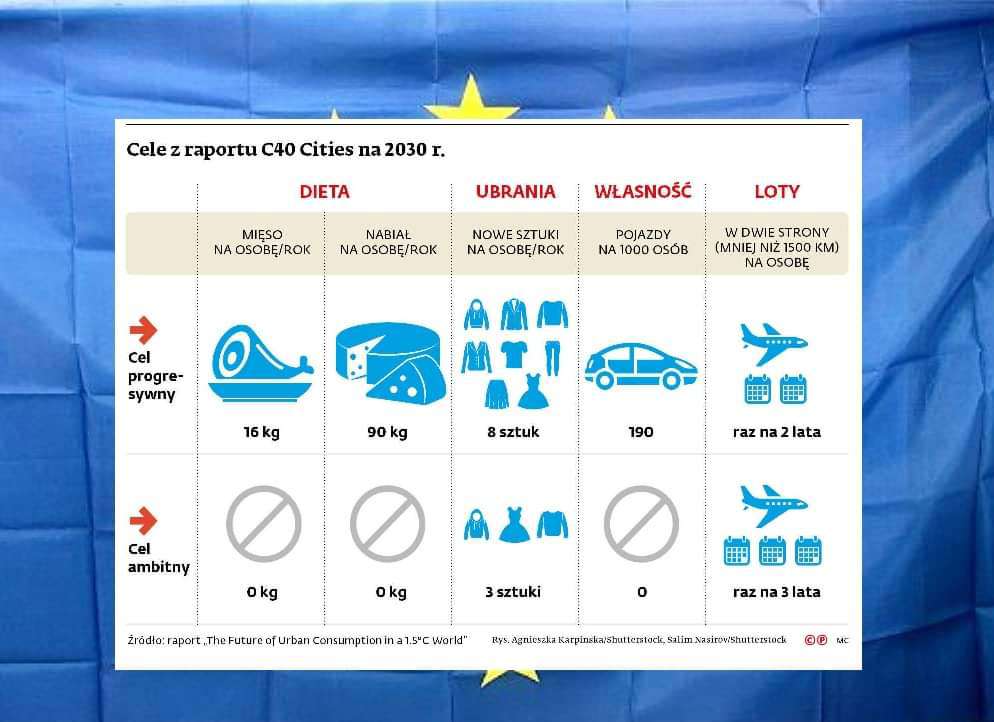 Cele z raportu C40 Cities na 2030 r.
DIETA
UBRANIA
WŁASNOŚĆ
LOTY
MIĘSO
NA OSOBĘ/ROK
NABIAŁ
NA OSOBĘ/ROK
NOWE SZTUKI
NA OSOBĘ/ROK
POJAZDY
NA 1000 OSÓB
W DWIE STRONY
(MNIEJ NIŻ 1500 KM)
NA OSOBĘ
Cel
progre-
sywny
16 kg
90 kg
8 sztuk
190
raz na 2 lata
Cel
ambitny
0 kg
0 kg
3 sztuki
0
raz na 3 lata
Źródło: raport „The Future of Urban Consumption in a 1.5°C World”
Rys. Agnieszka Karpinska/Shutterstock, Salim Nasirov/Shutterstock
©℗ MC